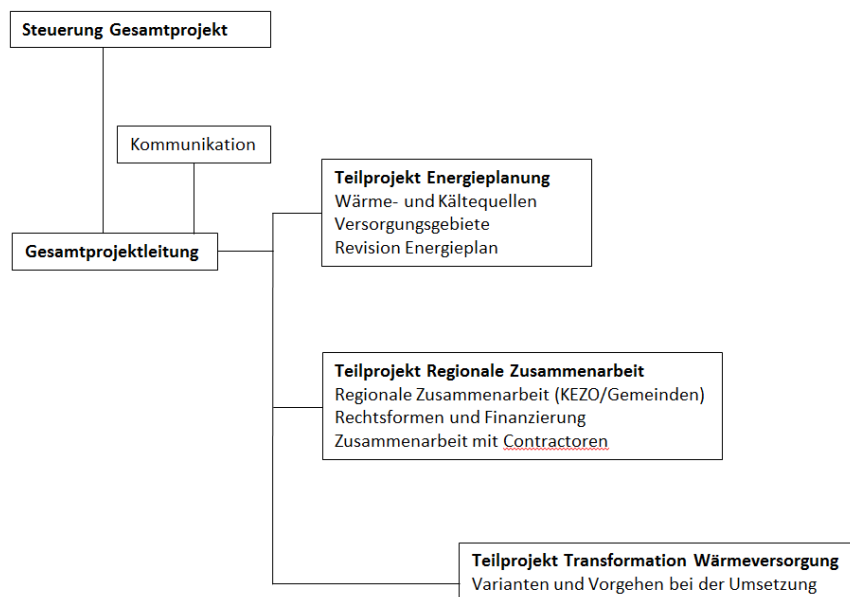 Steuerung Gesamtprojekt
Kommunikation
Gesamtprojektleitung
Teilprojekt Energieplanung
Wärme- und Kältequellen
Versorgungsgebiete
Revision Energieplan
Teilprojekt Regionale Zusammenarbeit
Regionale Zusammenarbeit (KEZO/Gemeinden)
Rechtsformen und Finanzierung
Zusammenarbeit mit Contractoren
Teilprojekt Transformation Wärmeversorgung
Varianten und Vorgehen bei der Umsetzung